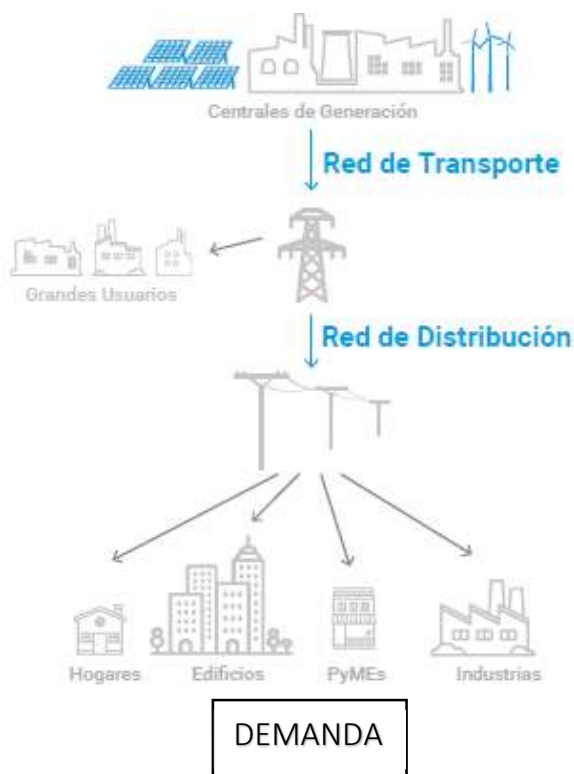 Centrales de Generación
Red de Transporte
Grandes Usuarios
Red de Distribución
Hogares Edificios PyMEs Industrias
DEMANDA